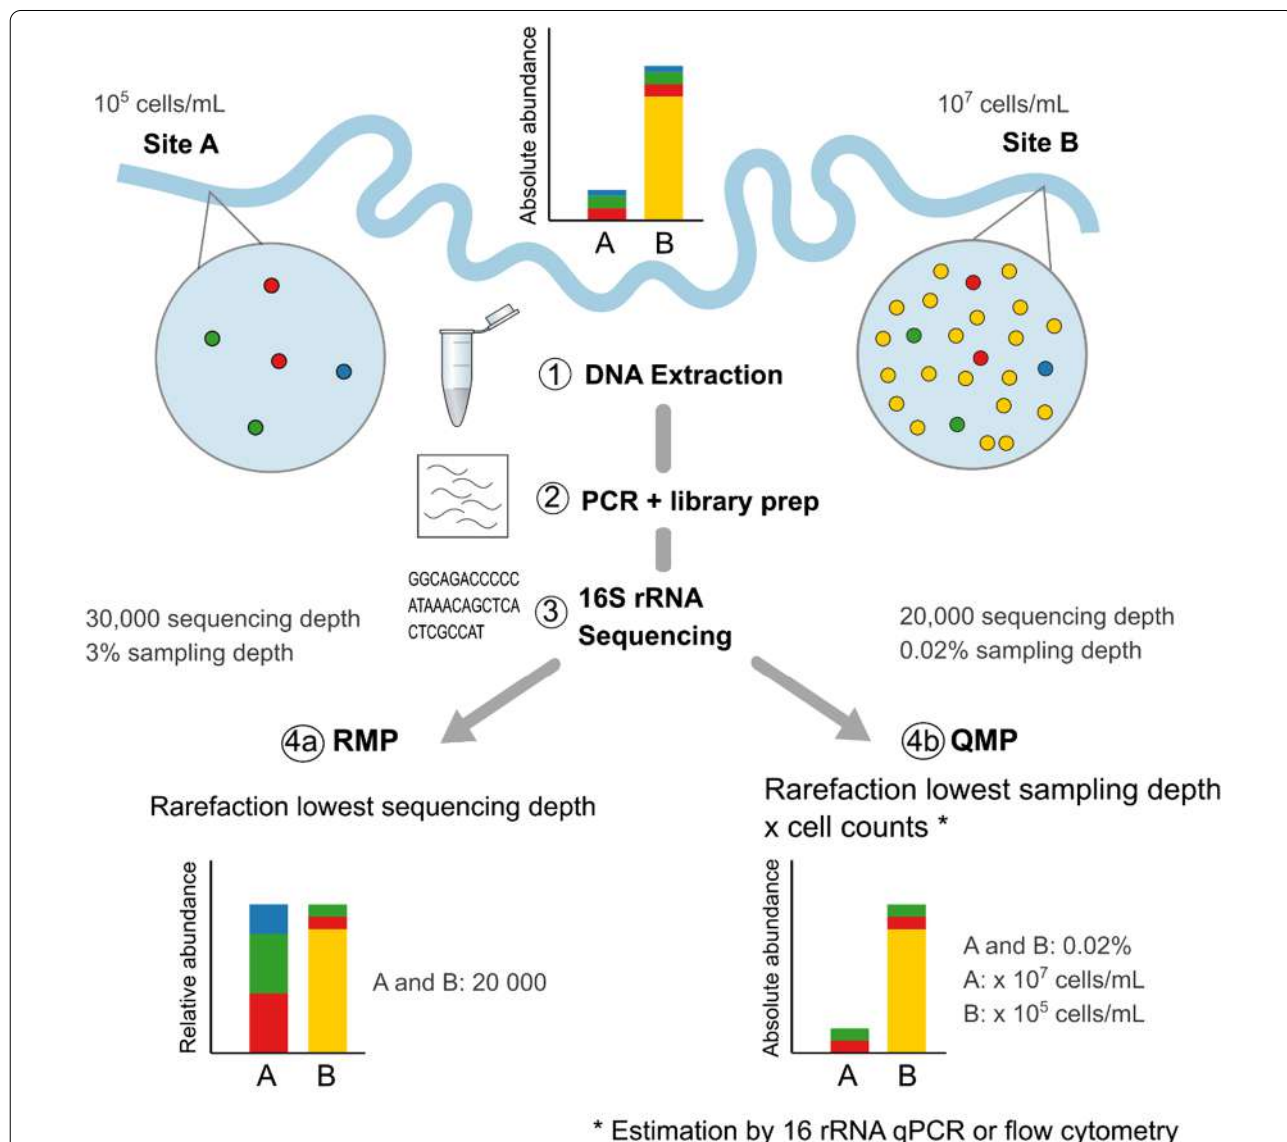 Absolute abundance
A B
10⁵ cells/mL
Site A
10⁷ cells/mL
Site B
1 DNA Extraction
2 PCR + library prep
GGCAGACCCCC
ATAAACAGCTCA
CTCGCCAT
3 16S rRNA
Sequencing
30,000 sequencing depth
3% sampling depth
20,000 sequencing depth
0.02% sampling depth
4a RMP
Rarefaction lowest sequencing depth
Relative abundance
A B
A and B: 20 000
4b QMP
Rarefaction lowest sampling depth
x cell counts *
Absolute abundance
A B
A and B: 0.02%
A: x 10⁷ cells/mL
B: x 10⁵ cells/mL
* Estimation by 16 rRNA qPCR or flow cytometry